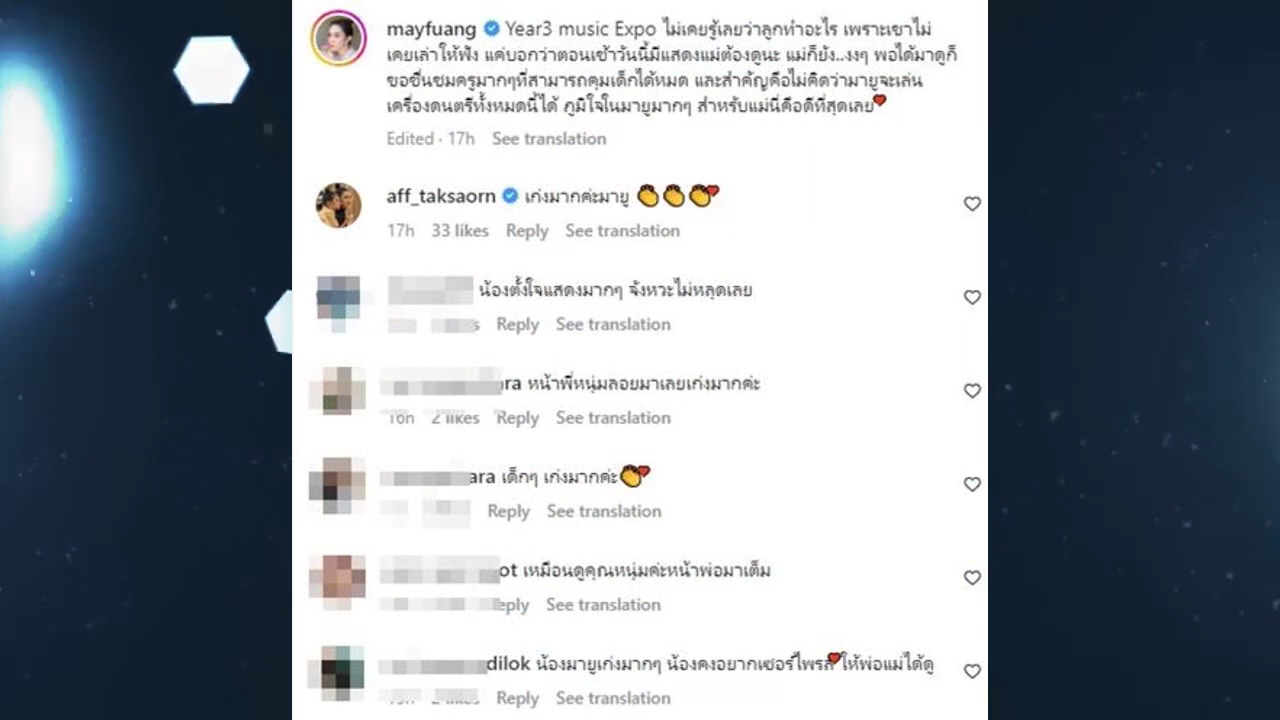 mayfuang Year3 music Expo ไม่เคยรู้เลยว่าลูกทำอะไร เพราะเขาไม่
เคยเล่าให้ฟัง แค่บอกว่าตอนเช้าวันนี้มีแสดงแม่ต้องดูนะ แม่ก็ยัง..งงๆ พอได้มาดูก็
ขอชื่นชมครูมากๆที่สามารถคุมเด็กได้หมด และสำคัญคือไม่คิดว่ามายูจะเล่น
เครื่องดนตรีทั้งหมดนี้ได้ ภูมิใจในมายูมากๆ สำหรับแม่นี่คือดีที่สุดเลย❤️
Edited · 17h See translation
aff_taksaorn เก่งมากค่ะมายู 👏👏👏❤️
17h 33 likes Reply See translation
น้องตั้งใจแสดงมากๆ จังหวะไม่หลุดเลย
Reply See translation
ara หน้าพี่หนุ่มลอยมาเลยเก่งมากค่ะ
16h 2 likes Reply See translation
ara เด็กๆ เก่งมากค่ะ👏❤️
Reply See translation
ot เหมือนดูคุณหนุ่มค่ะหน้าพ่อมาเต็ม
eply See translation
dilok น้องมายูเก่งมากๆ น้องคงอยากเซอร์ไพรส์❤️ให้พ่อแม่ได้ดู
Reply See translation